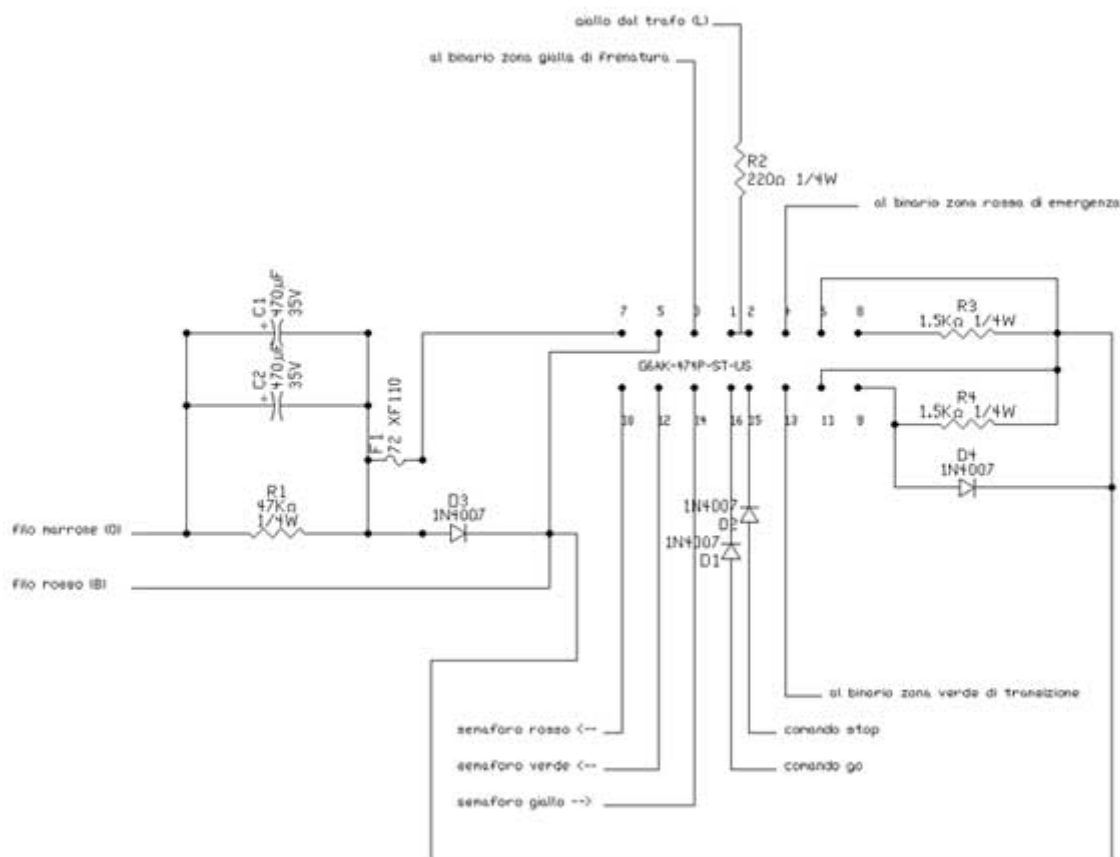 giallo dal trafo (L)
al binario zona gialla di frenatura
R2
220Ω 1/4W
al binario zona rossa di emergenza
C1
470µF
35V
C2
470µF
35V
7
5
3
1
2
4
6
8
R3
1.5KΩ 1/4W
G6AK-474P-ST-US
F1
72 XF110
10
12
14
16
15
13
11
9
R4
1.5KΩ 1/4W
D4
1N4007
R1
47KΩ
1/4W
D3
1N4007
1N4007
D2
1N4007
D1
filo marrone (0)
filo rosso (B)
al binario zona verde di transizione
semaforo rosso <--
comando stop
semaforo verde <--
comando go
semaforo giallo -->